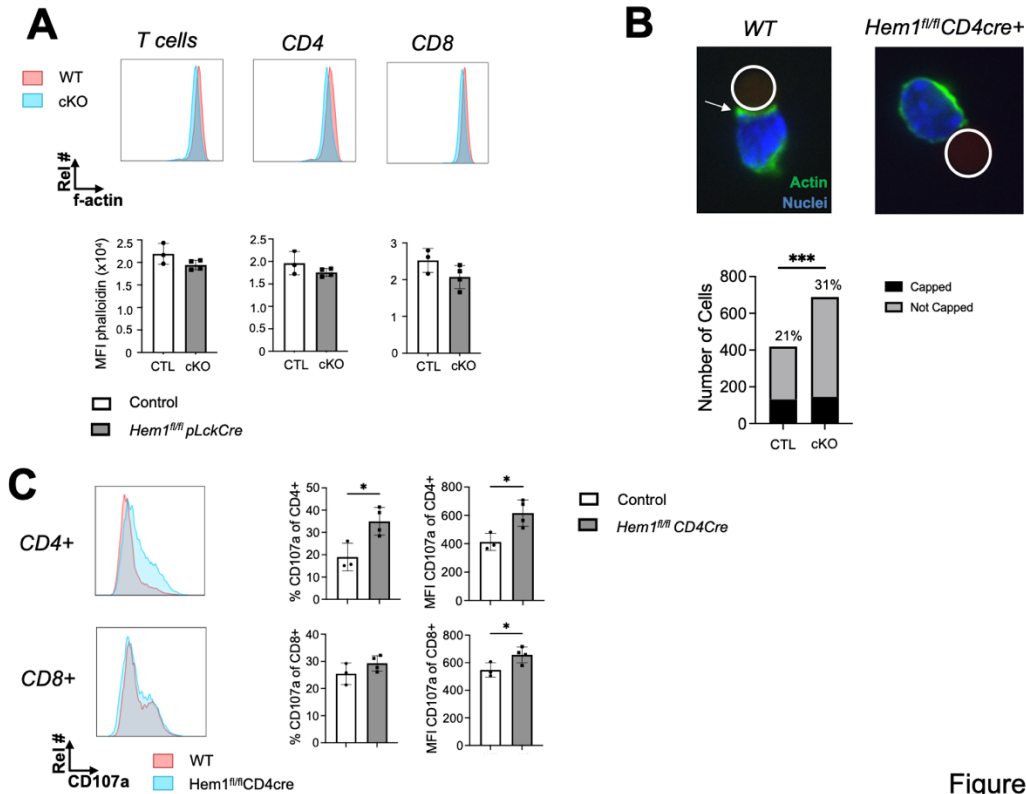 A
T cells
CD4
CD8
WT
cKO
Rel #
f-actin
MFI phalloidin (x10⁴)
2.5
2.0
1.5
1.0
0.5
0
CTL cKO
2.5
2.0
1.5
1.0
0.5
0
CTL cKO
3
2
1
0
CTL cKO
Control
Hem1fl/fl pLckCre
B
WT
Hem1fl/flCD4cre+
Actin
Nuclei
Number of Cells
800
600
400
200
0
***
21%
31%
CTL cKO
Capped
Not Capped
C
CD4+
CD8+
Rel #
CD107a
WT
Hem1fl/flCD4cre
% CD107a of CD4+
50
40
30
20
10
0
*
MFI CD107a of CD4+
800
600
400
200
0
*
Control
Hem1fl/fl CD4Cre
% CD107a of CD8+
40
30
20
10
0
MFI CD107a of CD8+
800
600
400
200
0
*
Figure